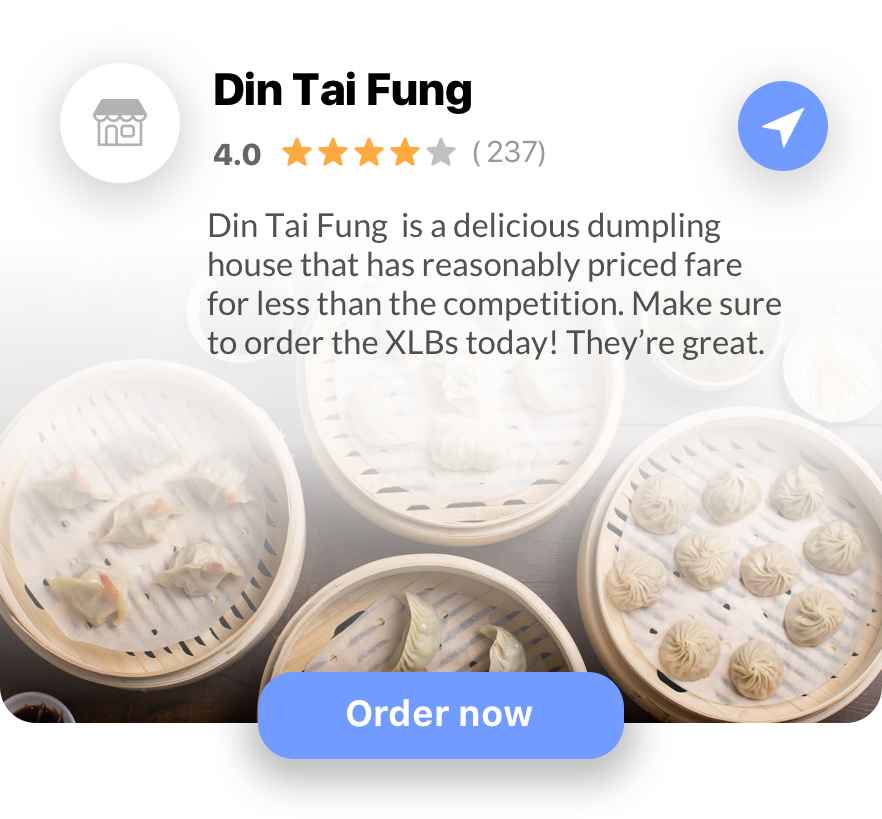 Din Tai Fung
4.0 ( 237)
Din Tai Fung  is a delicious dumpling
house that has reasonably priced fare
for less than the competition. Make sure
to order the XLBs today! They’re great.
Order now